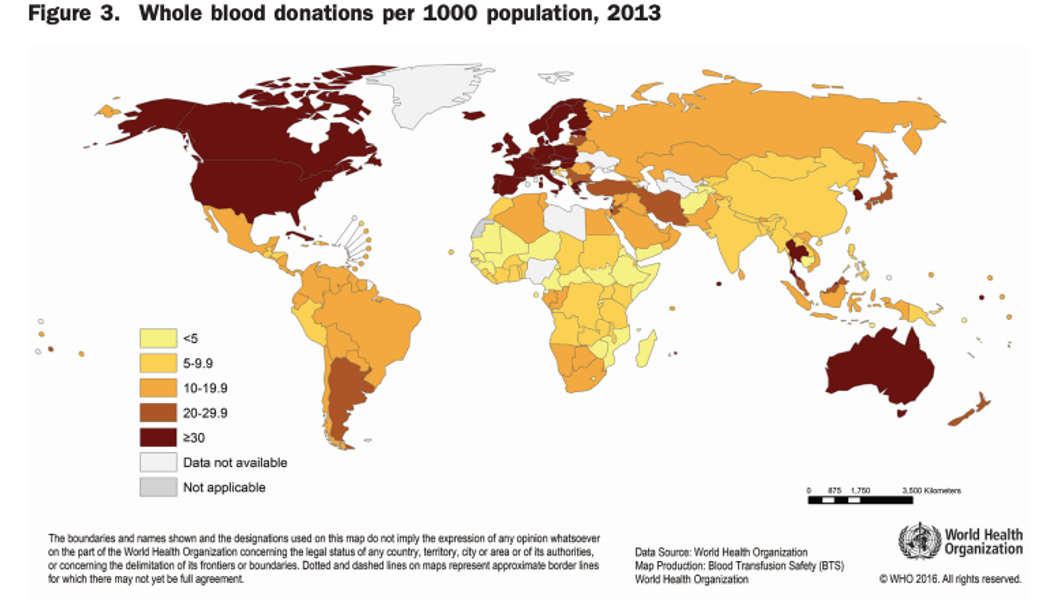 Figure 3. Whole blood donations per 1000 population, 2013
<5
5-9.9
10-19.9
20-29.9
≥30
Data not available
Not applicable
0 875 1,750 3,500 Kilometers
The boundaries and names shown and the designations used on this map do not imply the expression of any opinion whatsoever
on the part of the World Health Organization concerning the legal status of any country, territory, city or area or of its authorities,
or concerning the delimitation of its frontiers or boundaries. Dotted and dashed lines on maps represent approximate border lines
for which there may not yet be full agreement.
Data Source: World Health Organization
Map Production: Blood Transfusion Safety (BTS)
World Health Organization
World Health
Organization
© WHO 2016. All rights reserved.